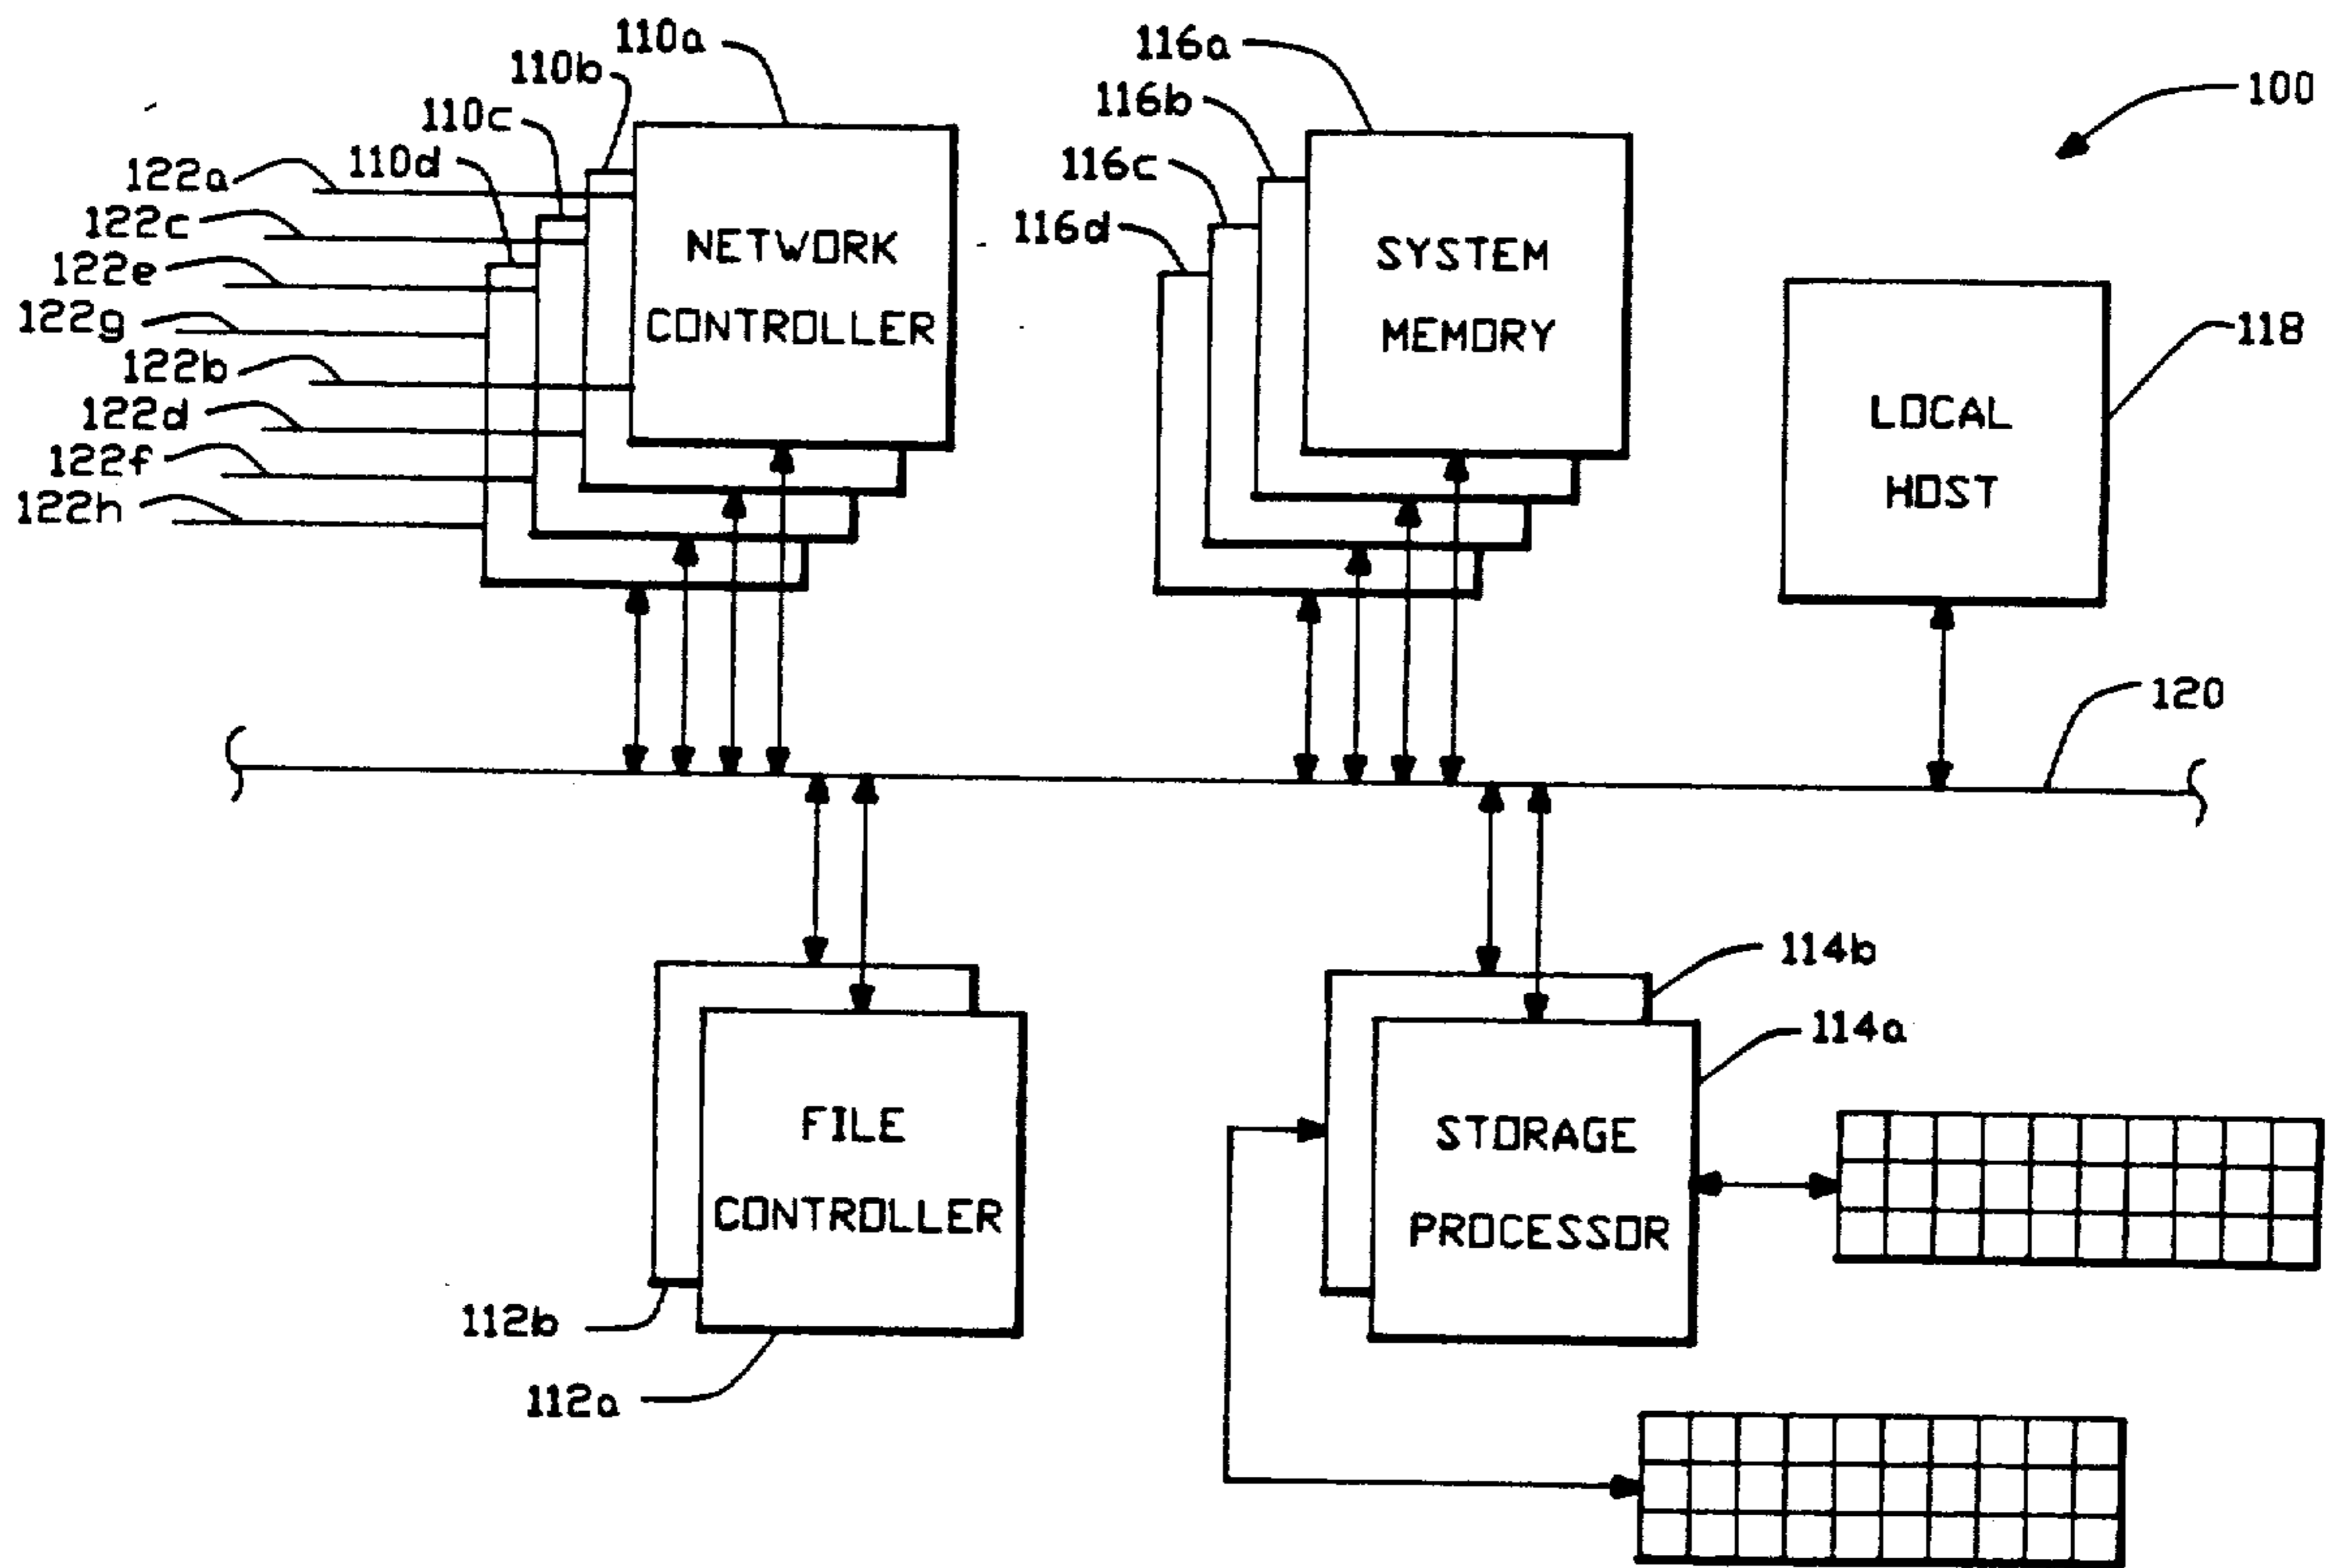 110a
110b
110c
110d
122a
122c
122e
122g
122b
122d
122f
122h
NETWORK
CONTROLLER
116a
116b
116c
116d
SYSTEM
MEMORY
100
118
LOCAL
HOST
120
FILE
CONTROLLER
112b
112a
114b
114a
STORAGE
PROCESSOR